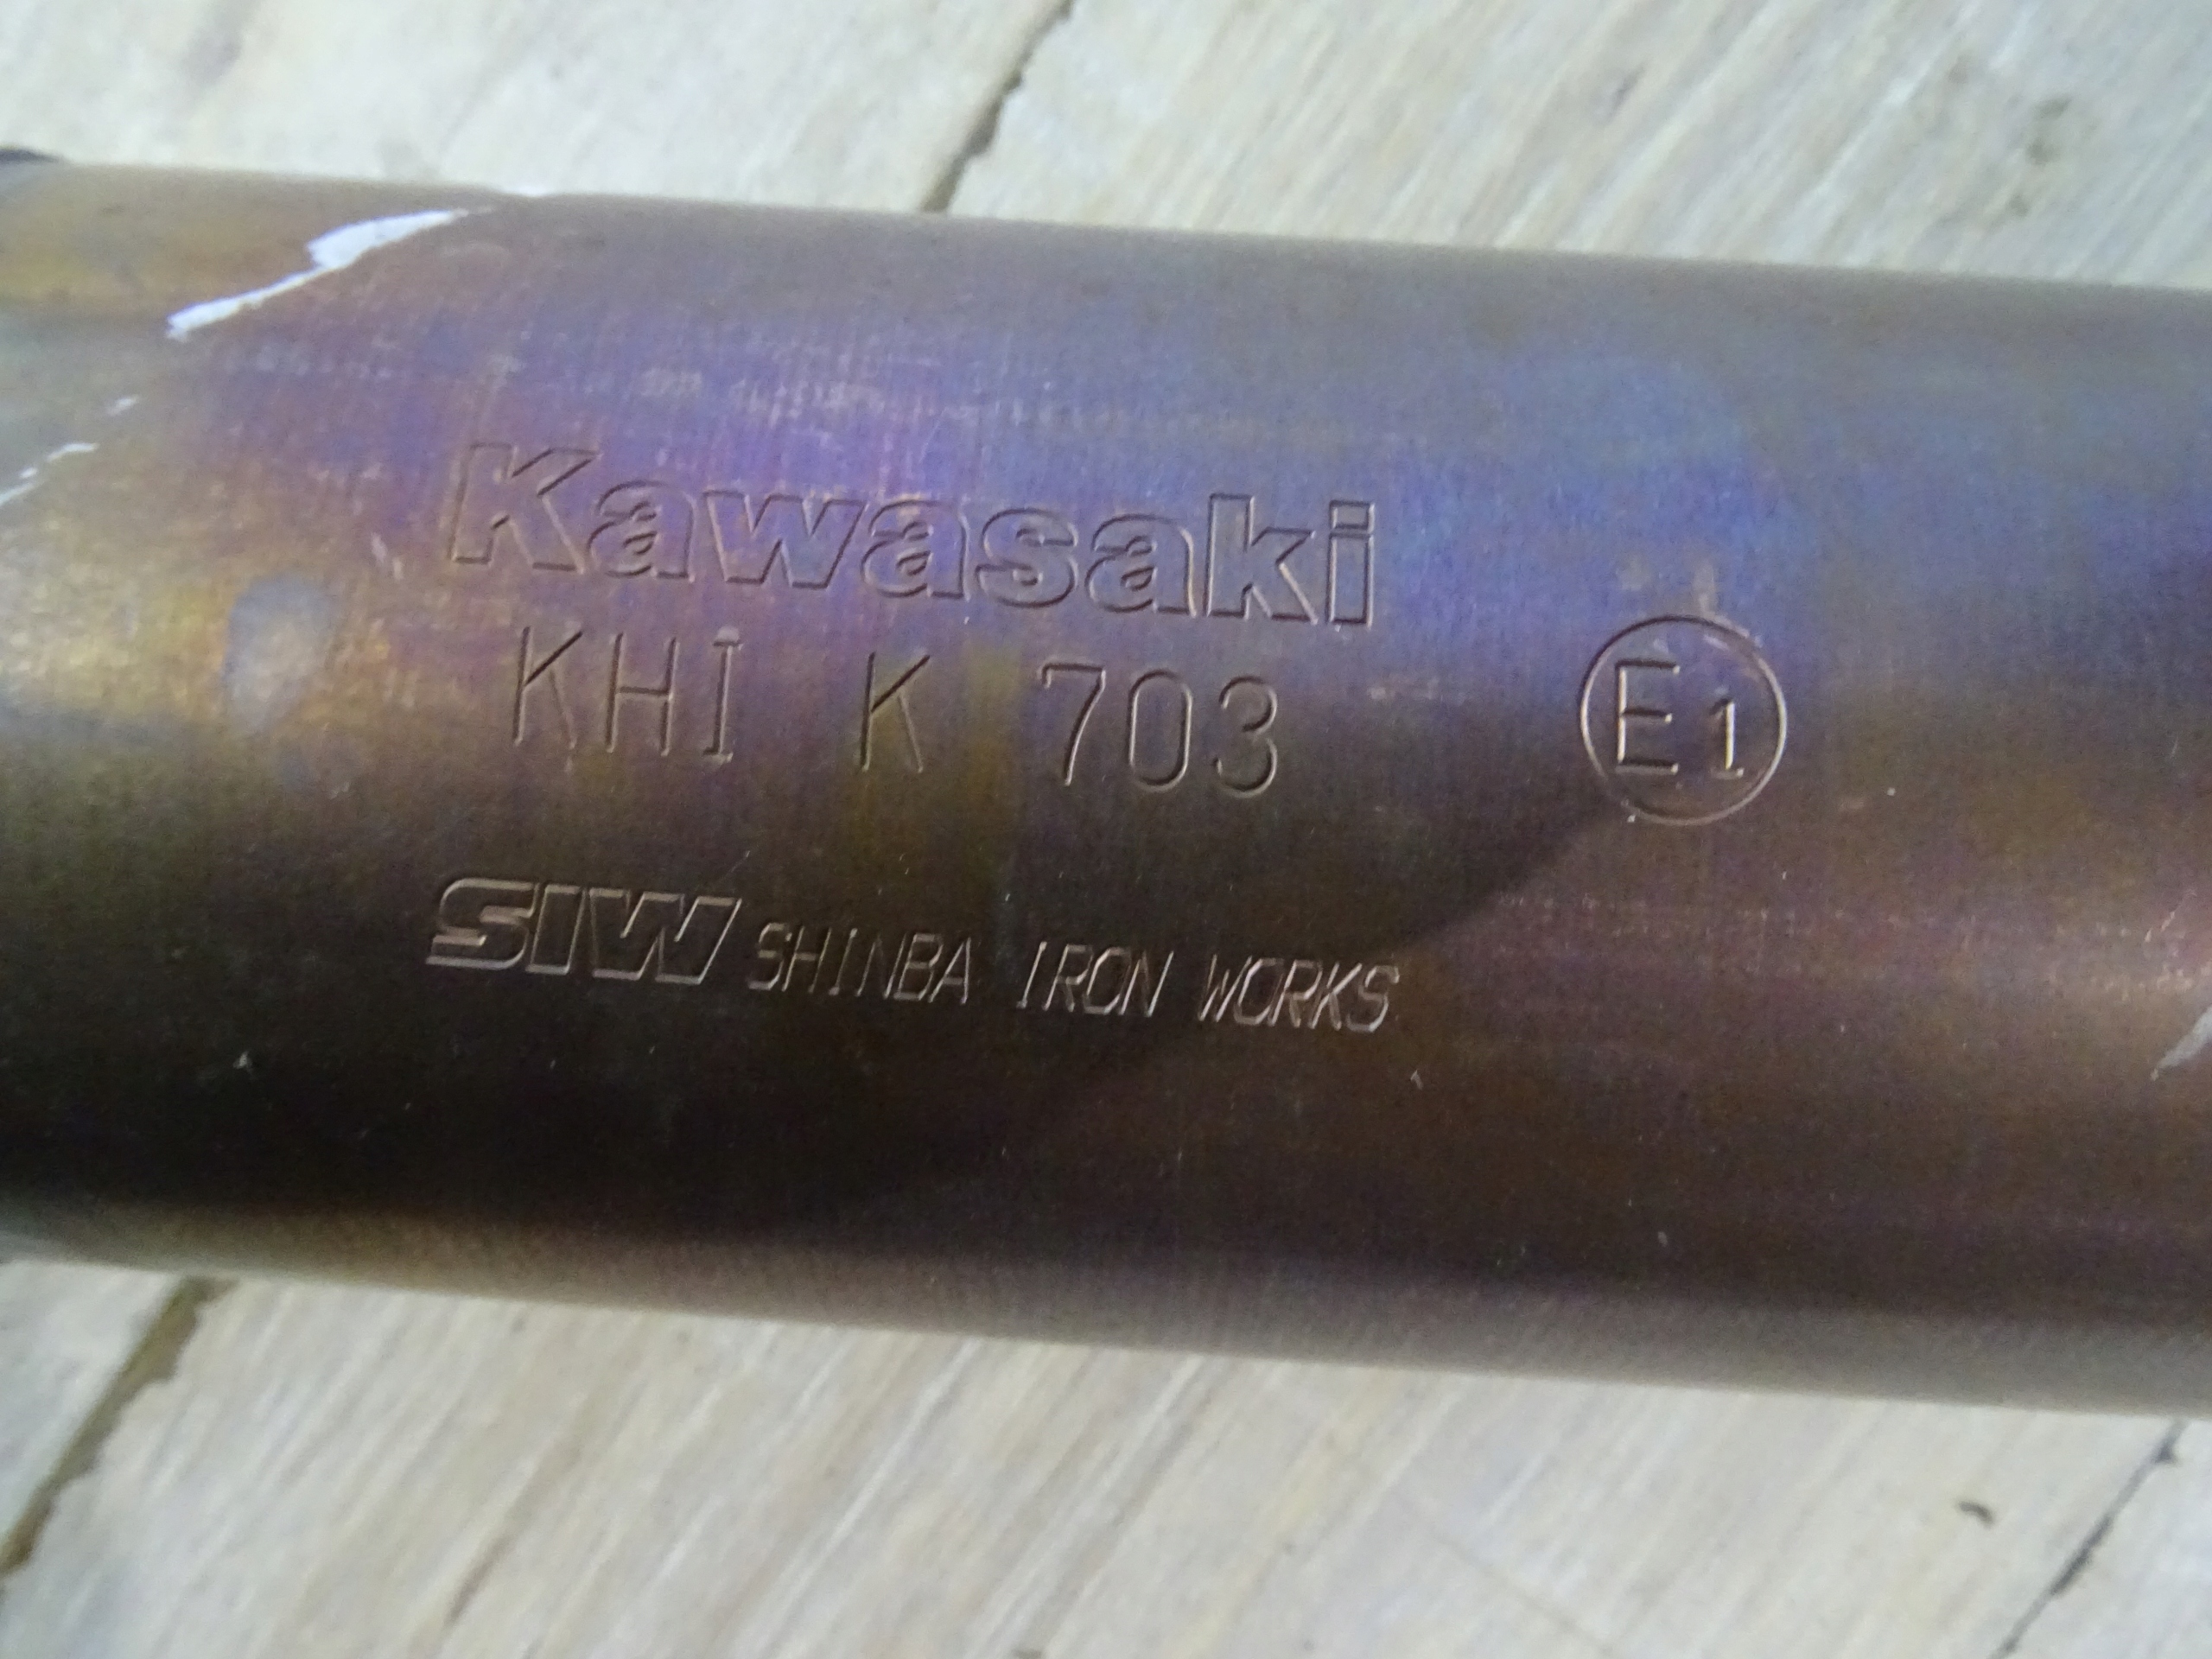 Kawasaki
KHI K 703 E1
SIW SHINBA IRON WORKS